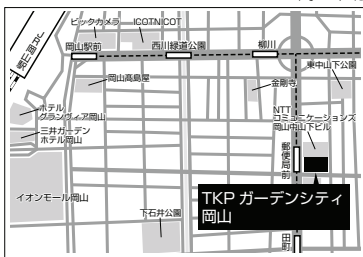 ビックカメラ
ICOTNICOT
JR岡山駅
岡山駅前
西川緑道公園
柳川
東中山下公園
岡山高島屋
金剛寺
ホテル
グランヴィア岡山
NTT
コミュニケーションズ
岡山中山下ビル
三井ガーデン
ホテル岡山
郵便局前
イオンモール岡山
TKP ガーデンシティ
岡山
下石井公園
田町